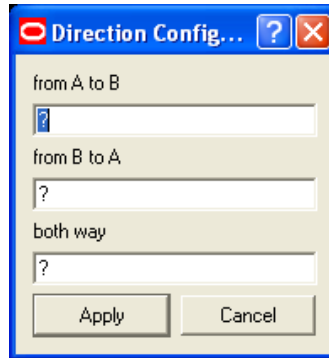 Direction Config...
from A to B
?
from B to A
?
both way
?
Apply Cancel